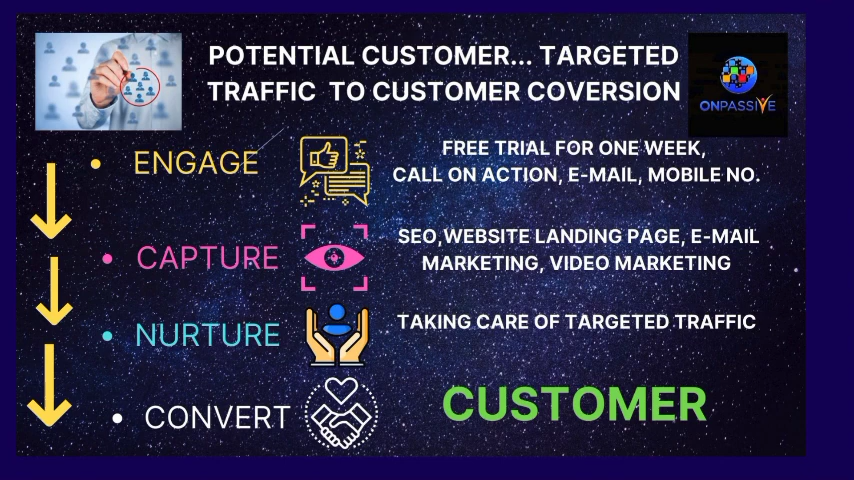 POTENTIAL CUSTOMER... TARGETED
TRAFFIC TO CUSTOMER COVERSION
ONPASSIVE
• ENGAGE
FREE TRIAL FOR ONE WEEK,
CALL ON ACTION, E-MAIL, MOBILE NO.
• CAPTURE
SEO,WEBSITE LANDING PAGE, E-MAIL
MARKETING, VIDEO MARKETING
• NURTURE
TAKING CARE OF TARGETED TRAFFIC
• CONVERT
CUSTOMER